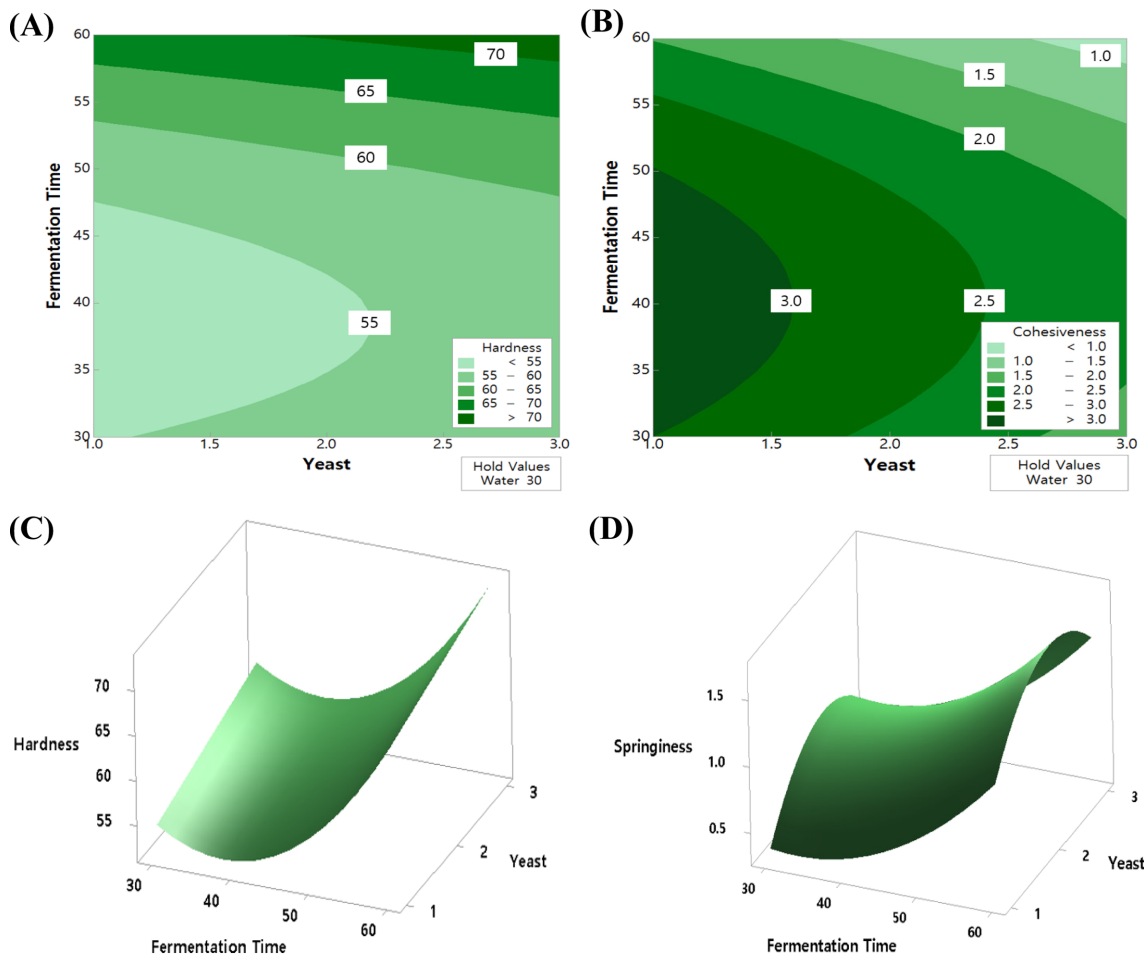 (A)
60
55
50
45
40
35
30
Fermentation Time
70
65
60
55
Hardness
< 55
55 – 60
60 – 65
65 – 70
> 70
1.0 1.5 2.0 2.5 3.0
Yeast
Hold Values
Water 30
(B)
60
55
50
45
40
35
30
Fermentation Time
1.0
1.5
2.0
3.0
2.5
Cohesiveness
< 1.0
1.0 – 1.5
1.5 – 2.0
2.0 – 2.5
2.5 – 3.0
> 3.0
1.0 1.5 2.0 2.5 3.0
Yeast
Hold Values
Water 30
(C)
70
65
60
55
Hardness
30
40
50
60
Fermentation Time
3
2
1
Yeast
(D)
1.5
1.0
0.5
Springiness
30
40
50
60
Fermentation Time
3
2
1
Yeast